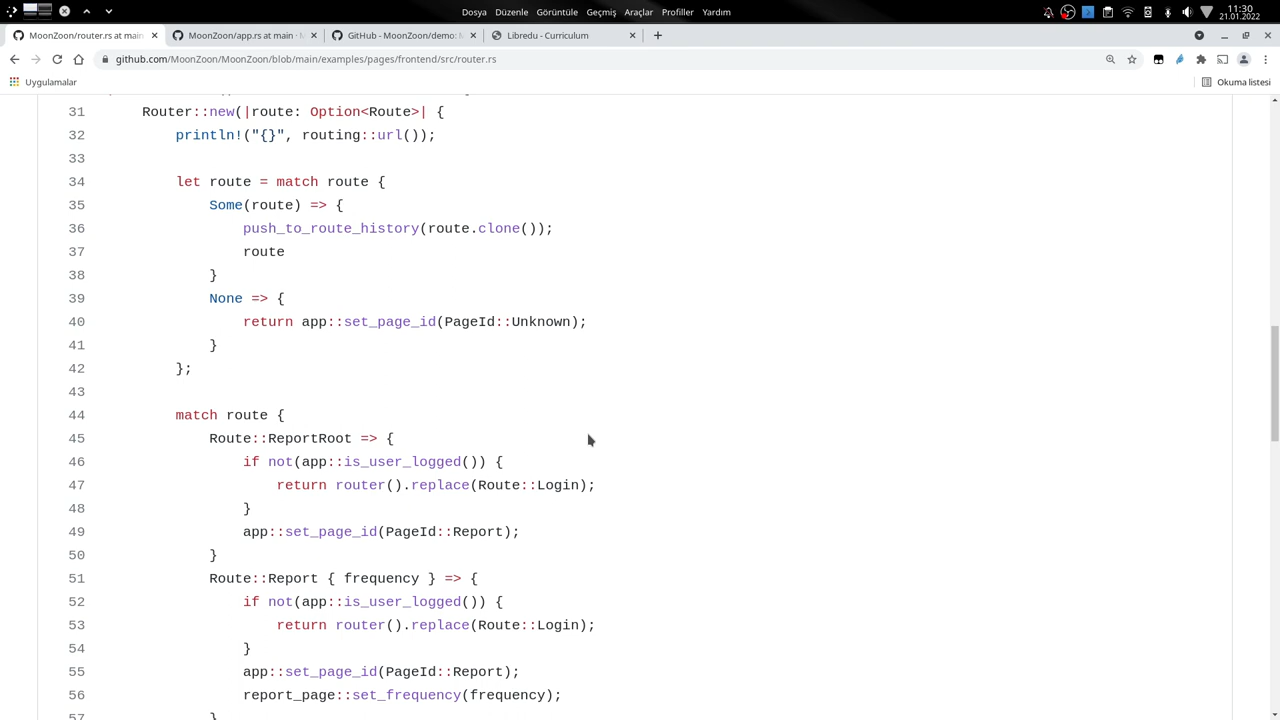 Dosya Düzenle Görüntüle Geçmiş Araçlar Profiller Yardım
11:30
21.01.2022
MoonZoon/router.rs at main
MoonZoon/app.rs at main · M
GitHub - MoonZoon/demo: M
Libredu - Curriculum
github.com/MoonZoon/MoonZoon/blob/main/examples/pages/frontend/src/router.rs
Uygulamalar
Okuma listesi
31 Router::new(|route: Option<Route>| {
32 println!("{}", routing::url());
33
34 let route = match route {
35 Some(route) => {
36 push_to_route_history(route.clone());
37 route
38 }
39 None => {
40 return app::set_page_id(PageId::Unknown);
41 }
42 };
43
44 match route {
45 Route::ReportRoot => {
46 if not(app::is_user_logged()) {
47 return router().replace(Route::Login);
48 }
49 app::set_page_id(PageId::Report);
50 }
51 Route::Report { frequency } => {
52 if not(app::is_user_logged()) {
53 return router().replace(Route::Login);
54 }
55 app::set_page_id(PageId::Report);
56 report_page::set_frequency(frequency);
57 }